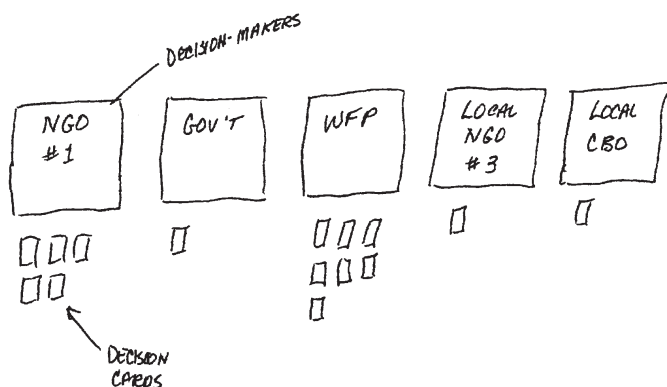 DECISION-MAKERS
NGO
#1
GOV'T
WFP
LOCAL
NGO
#3
LOCAL
CBO
DECISION
CARDS